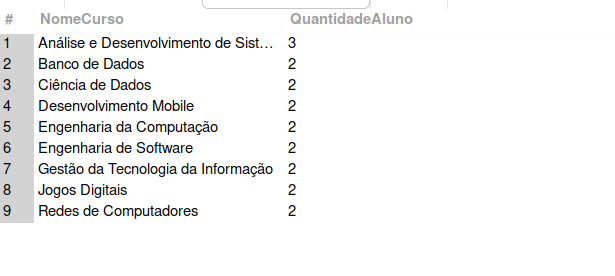 # NomeCurso QuantidadeAluno
1 Análise e Desenvolvimento de Sist... 3
2 Banco de Dados 2
3 Ciência de Dados 2
4 Desenvolvimento Mobile 2
5 Engenharia da Computação 2
6 Engenharia de Software 2
7 Gestão da Tecnologia da Informação 2
8 Jogos Digitais 2
9 Redes de Computadores 2